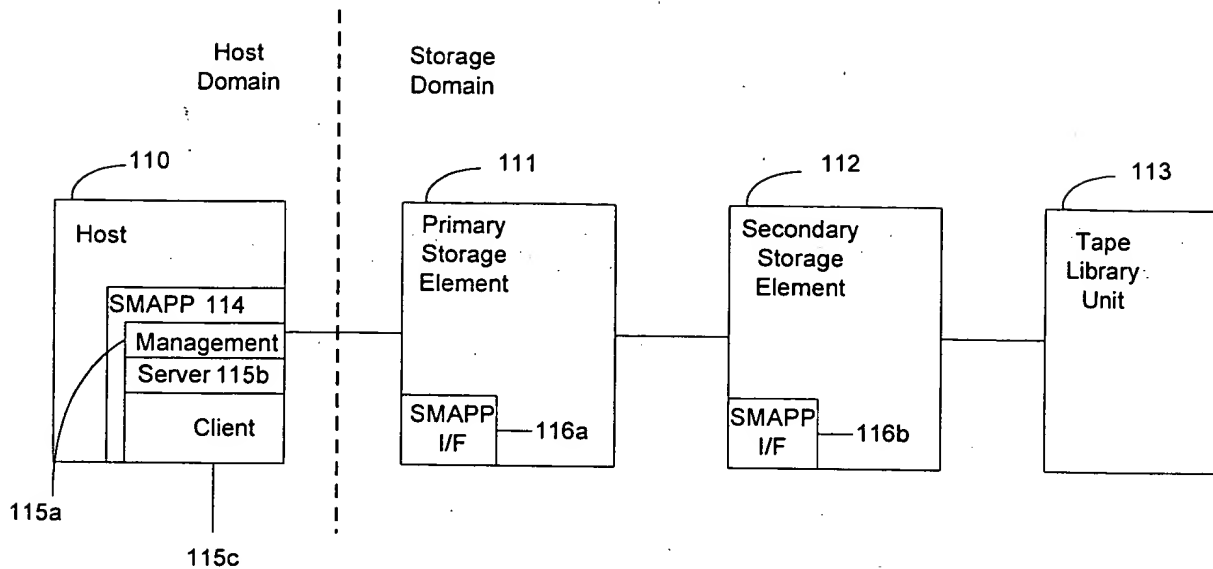 Host
Domain
Storage
Domain
110
111
112
113
Host
SMAPP 114
Management
Server 115b
Client
Primary
Storage
Element
SMAPP
I/F
116a
Secondary
Storage
Element
SMAPP
I/F
116b
Tape
Library
Unit
115a
115c